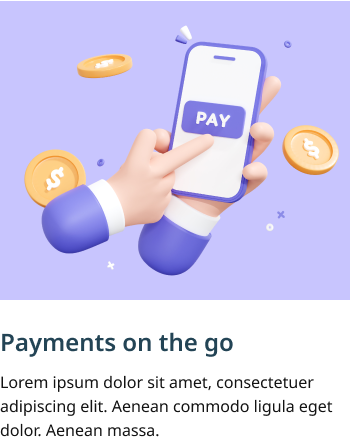 PAY
Payments on the go
Lorem ipsum dolor sit amet, consectetuer
adipiscing elit. Aenean commodo ligula eget
dolor. Aenean massa.